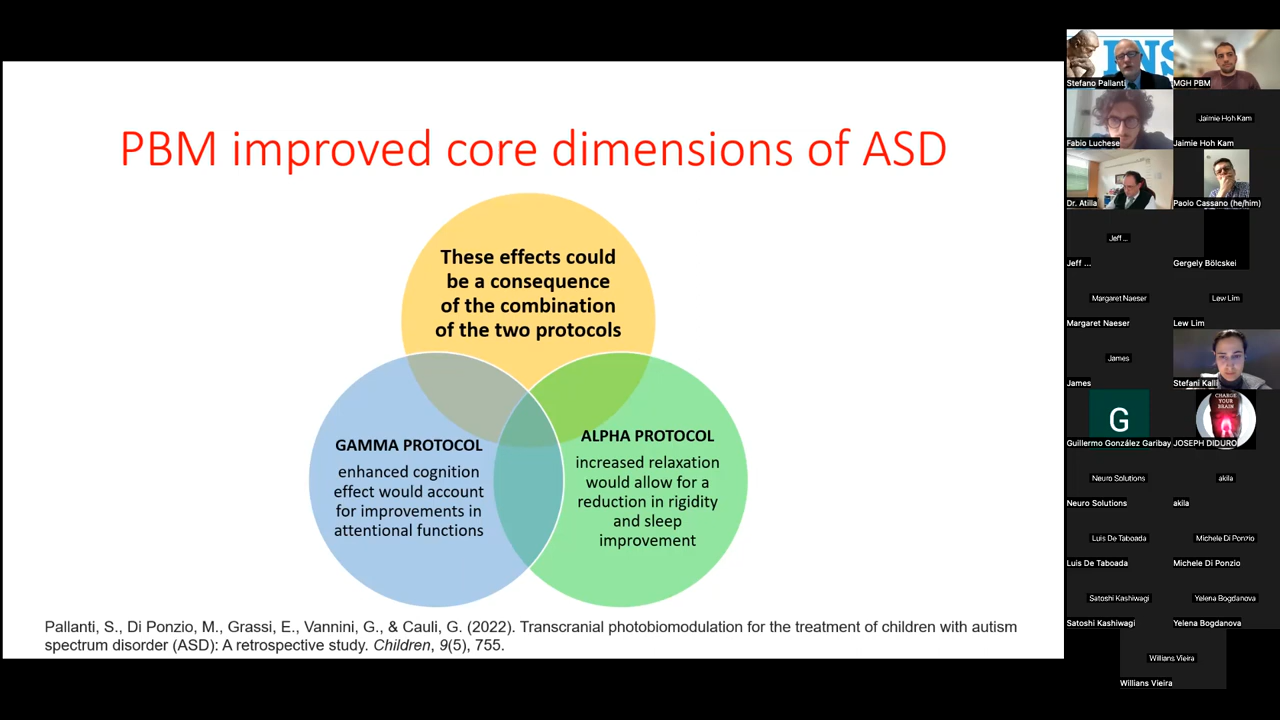 PBM improved core dimensions of ASD
These effects could
be a consequence
of the combination
of the two protocols
GAMMA PROTOCOL
enhanced cognition
effect would account
for improvements in
attentional functions
ALPHA PROTOCOL
increased relaxation
would allow for a
reduction in rigidity
and sleep
improvement
Pallanti, S., Di Ponzio, M., Grassi, E., Vannini, G., & Cauli, G. (2022). Transcranial photobiomodulation for the treatment of children with autism
spectrum disorder (ASD): A retrospective study. Children, 9(5), 755.
Stefano Pallanti
MGH PBM
Fabio Luchese
Jaimie Hoh Kam
Jaimie Hoh Kam
Dr. Atilla
Paolo Cassano (he/him)
Jeff ...
Jeff ...
Gergely Bölcskei
Margaret Naeser
Margaret Naeser
Lew Lim
Lew Lim
James
James
Stefani Kalli
G
Guillermo González Garibay
CHARGE
YOUR
BRAIN
JOSEPH DIDURO
Neuro Solutions
Neuro Solutions
akila
akila
Luis De Taboada
Luis De Taboada
Michele Di Ponzio
Michele Di Ponzio
Satoshi Kashiwagi
Satoshi Kashiwagi
Yelena Bogdanova
Yelena Bogdanova
Willians Vieira
Willians Vieira